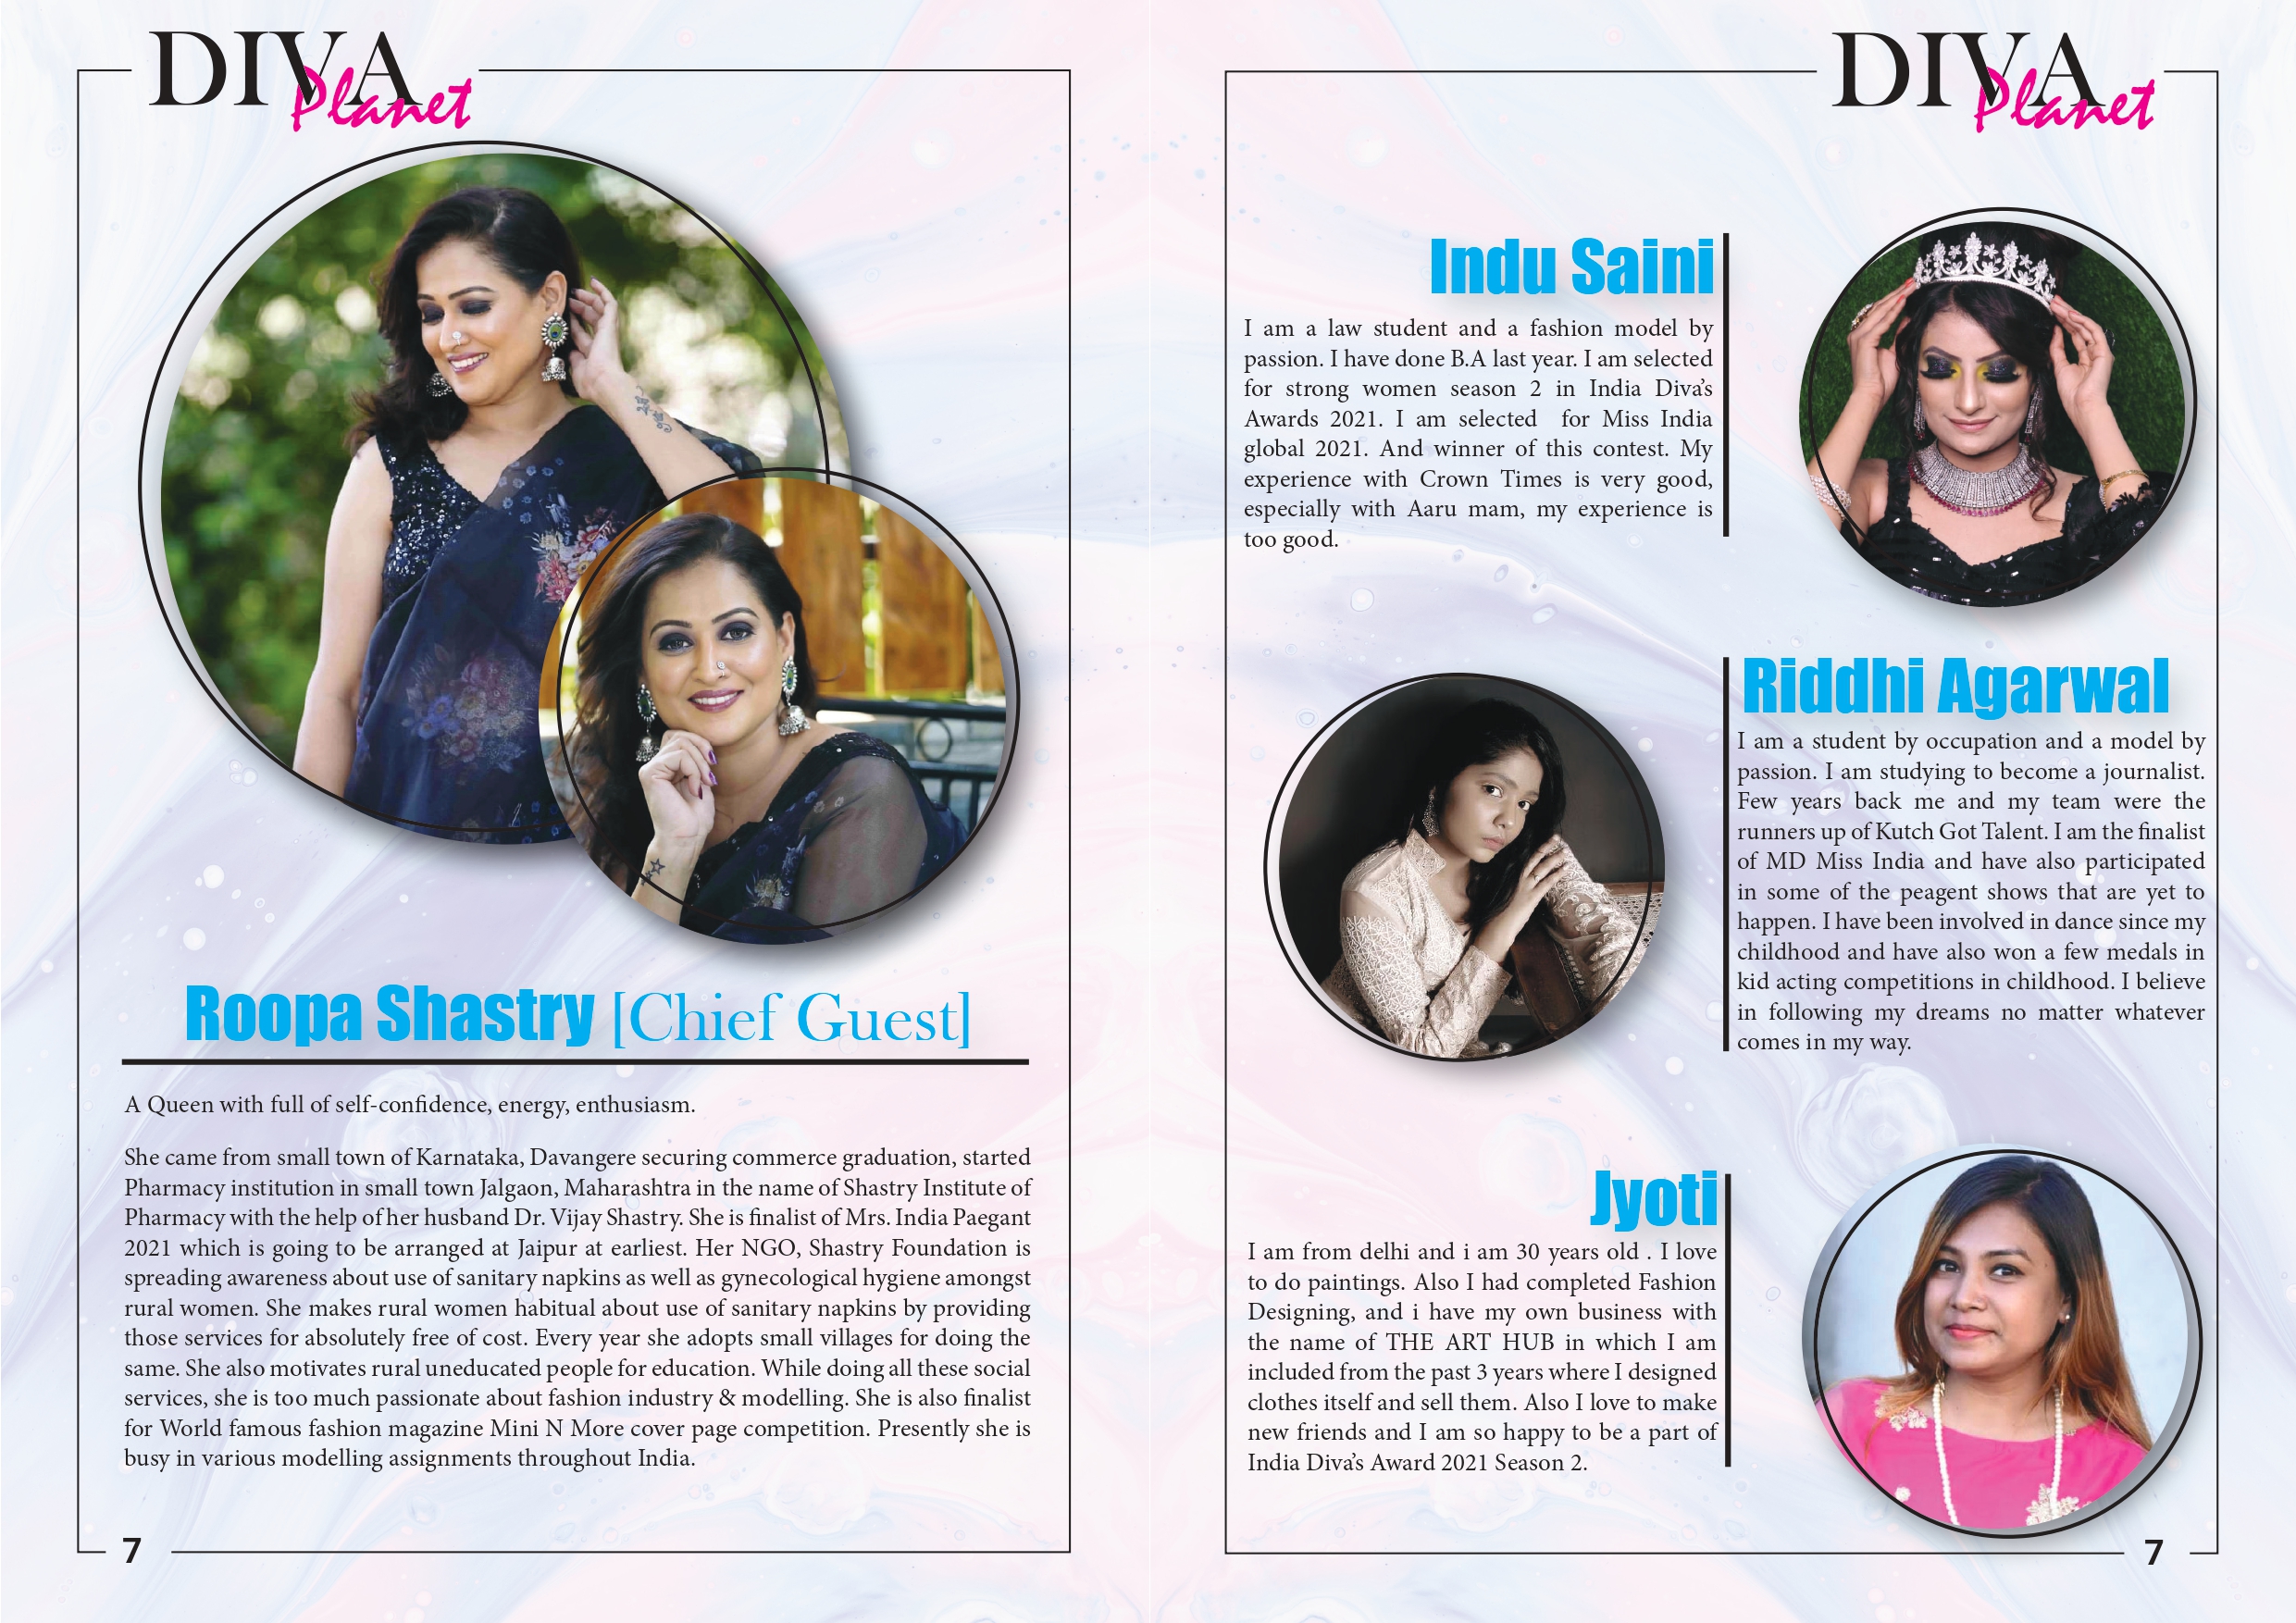 DIVA
Planet
Roopa Shastry [Chief Guest]
A Queen with full of self-confidence, energy, enthusiasm.
She came from small town of Karnataka, Davangere securing commerce graduation, started
Pharmacy institution in small town Jalgaon, Maharashtra in the name of Shastry Institute of
Pharmacy with the help of her husband Dr. Vijay Shastry. She is finalist of Mrs. India Paegant
2021 which is going to be arranged at Jaipur at earliest. Her NGO, Shastry Foundation is
spreading awareness about use of sanitary napkins as well as gynecological hygiene amongst
rural women. She makes rural women habitual about use of sanitary napkins by providing
those services for absolutely free of cost. Every year she adopts small villages for doing the
same. She also motivates rural uneducated people for education. While doing all these social
services, she is too much passionate about fashion industry & modelling. She is also finalist
for World famous fashion magazine Mini N More cover page competition. Presently she is
busy in various modelling assignments throughout India.
7
DIVA
Planet
Indu Saini
I am a law student and a fashion model by
passion. I have done B.A last year. I am selected
for strong women season 2 in India Diva's
Awards 2021. I am selected for Miss India
global 2021. And winner of this contest. My
experience with Crown Times is very good,
especially with Aaru mam, my experience is
too good.
Riddhi Agarwal
I am a student by occupation and a model by
passion. I am studying to become a journalist.
Few years back me and my team were the
runners up of Kutch Got Talent. I am the finalist
of MD Miss India and have also participated
in some of the peagent shows that are yet to
happen. I have been involved in dance since my
childhood and have also won a few medals in
kid acting competitions in childhood. I believe
in following my dreams no matter whatever
comes in my way.
Jyoti
I am from delhi and i am 30 years old . I love
to do paintings. Also I had completed Fashion
Designing, and i have my own business with
the name of THE ART HUB in which I am
included from the past 3 years where I designed
clothes itself and sell them. Also I love to make
new friends and I am so happy to be a part of
India Diva's Award 2021 Season 2.
7